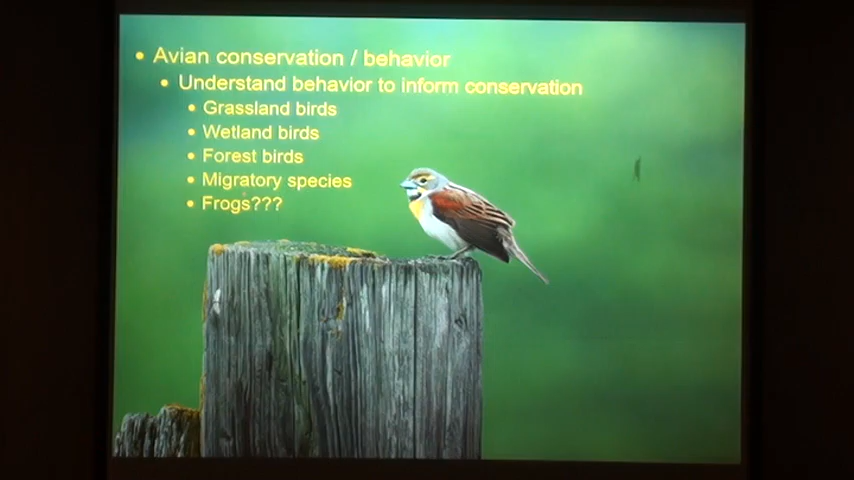 • Avian conservation / behavior
• Understand behavior to inform conservation
• Grassland birds
• Wetland birds
• Forest birds
• Migratory species
• Frogs???